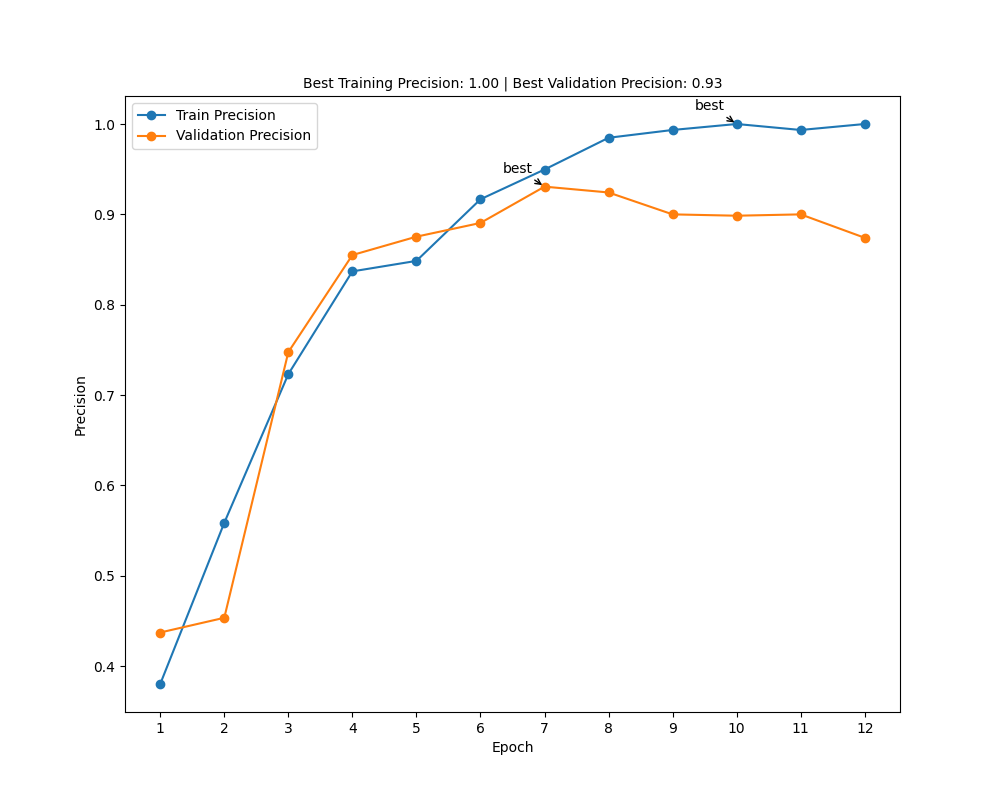 Best Training Precision: 1.00 | Best Validation Precision: 0.93
Train Precision
Validation Precision
best
best
1.0
0.9
0.8
0.7
0.6
0.5
0.4
Precision
1 2 3 4 5 6 7 8 9 10 11 12
Epoch